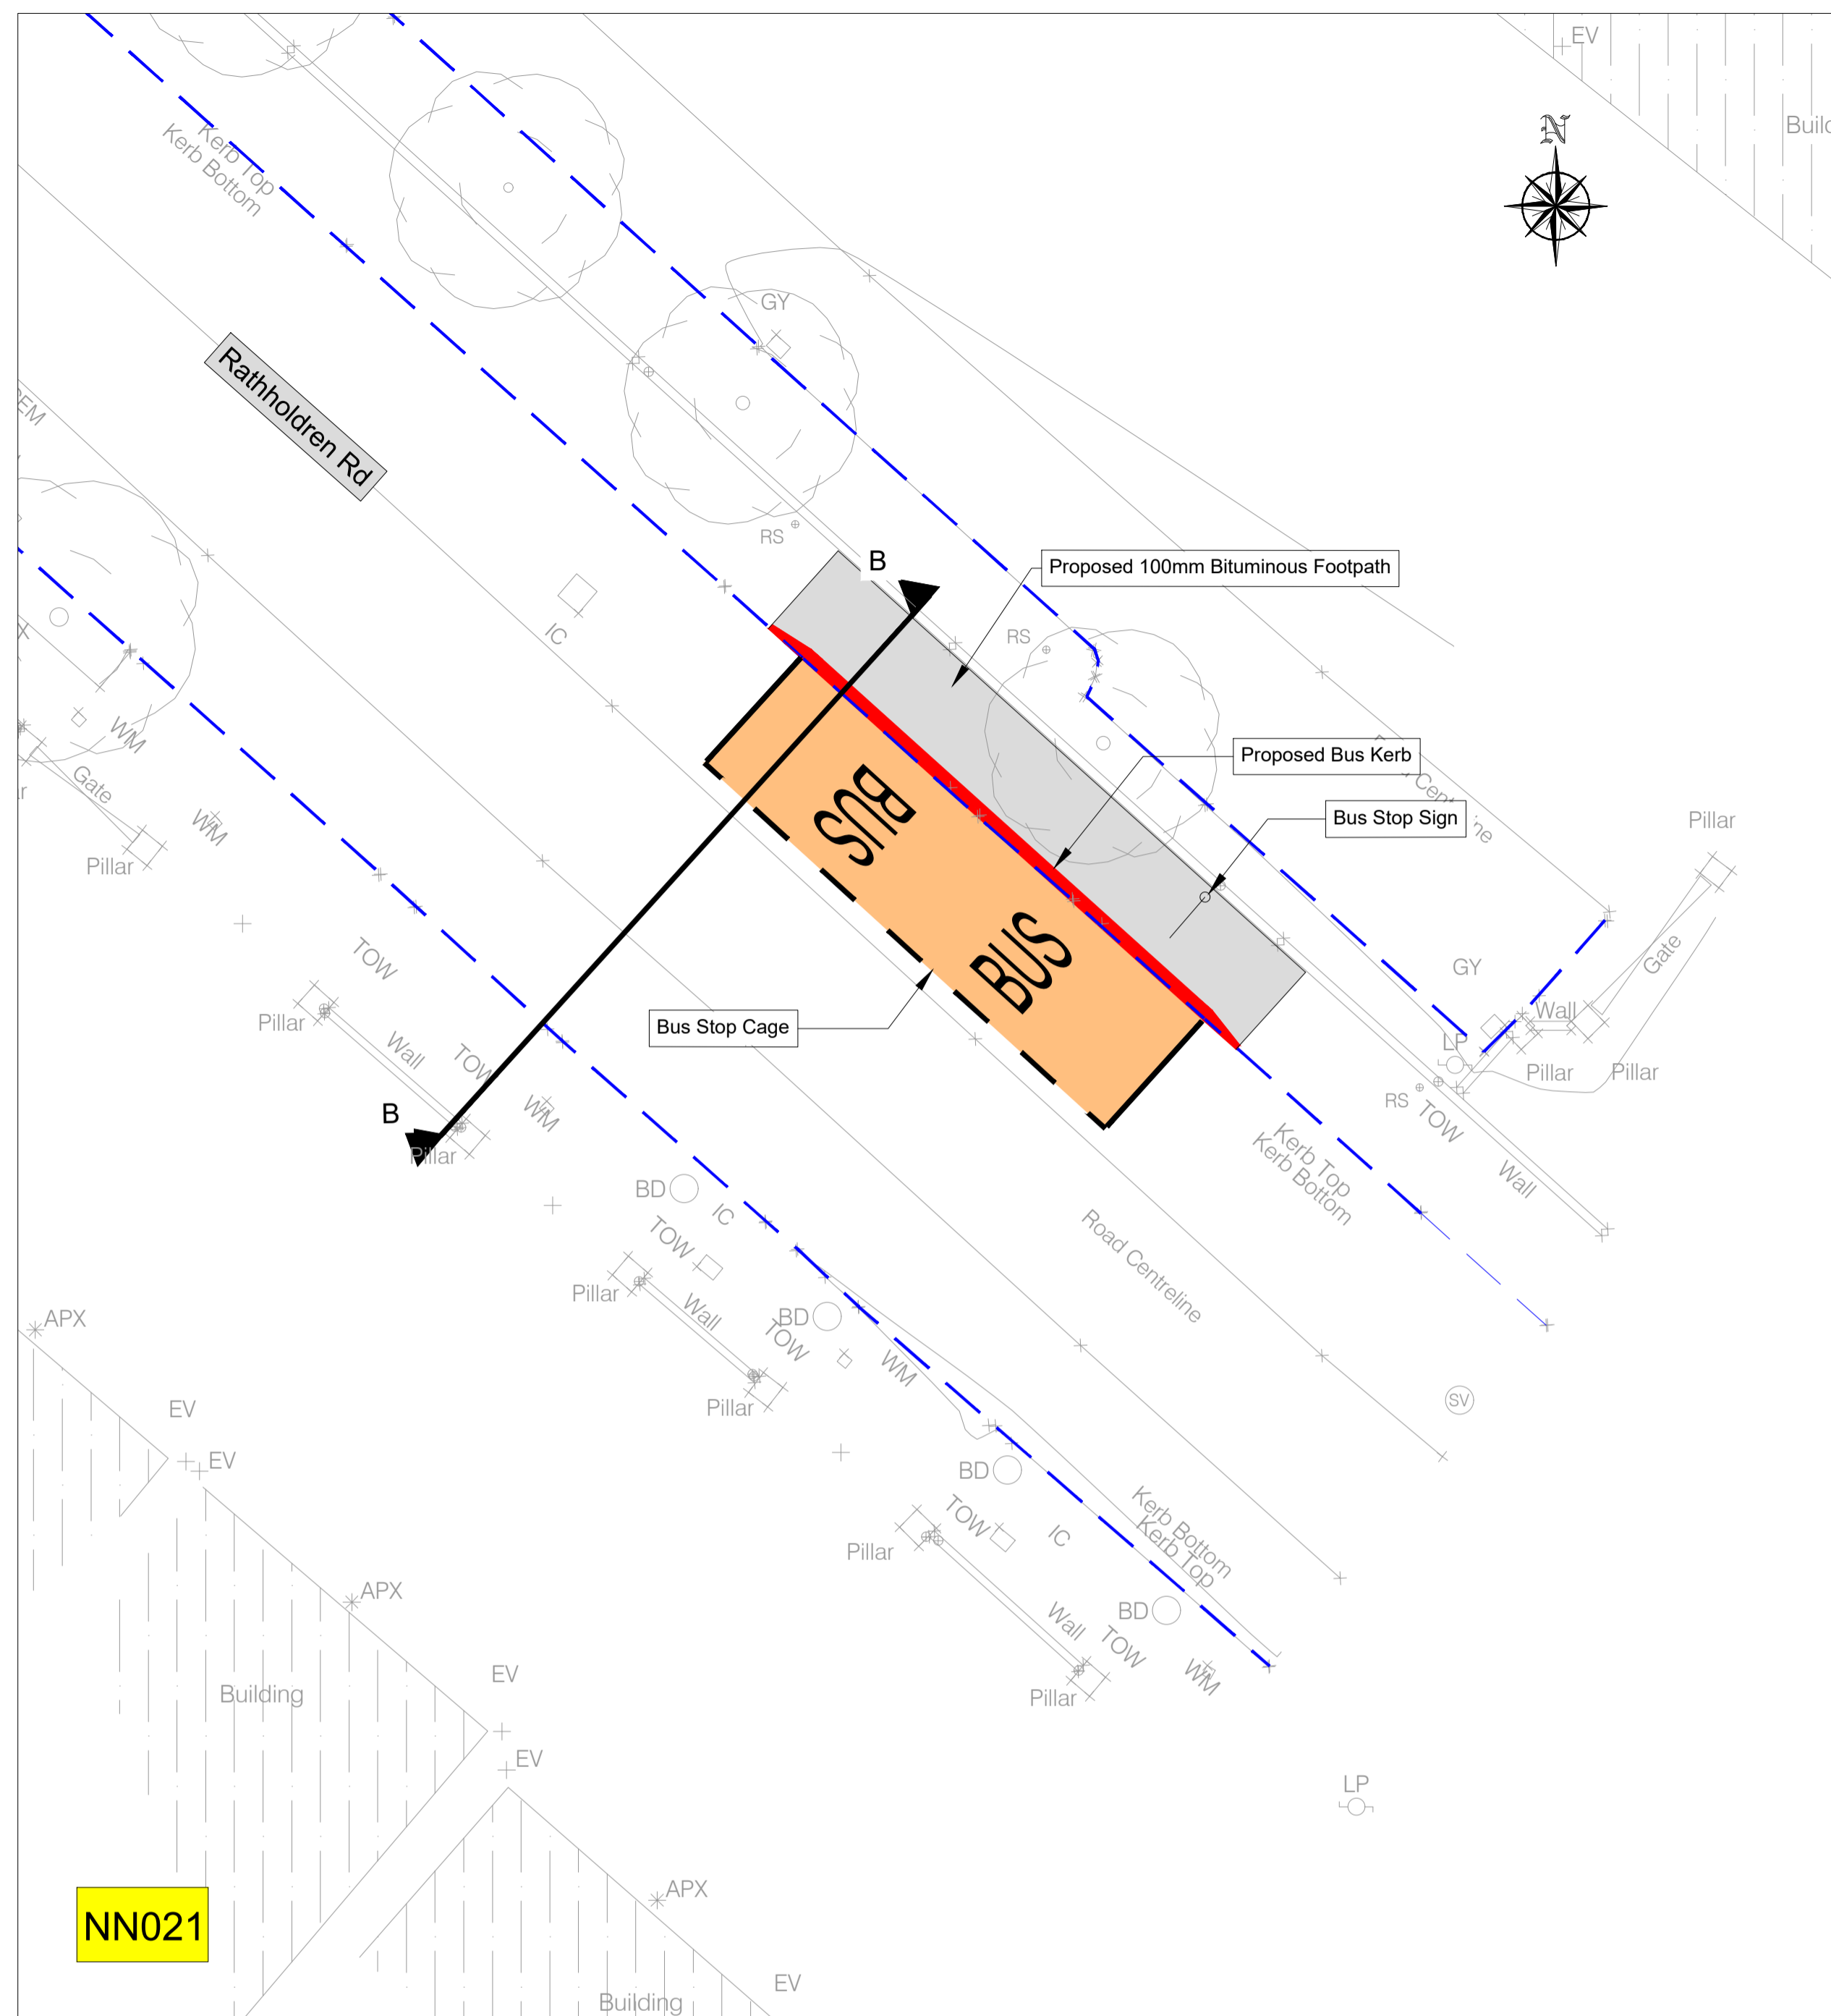 EV
Building
N
Kerb Top
Kerb Bottom
GY
Rathholdren Rd
RS
B
Proposed 100mm Bituminous Footpath
IC
RS
WM
Gate
WM
Pillar
BUS
BUS
Proposed Bus Kerb
Bus Stop Sign
Pillar
TOW
Pillar
Wall
TOW
WM
Bus Stop Cage
B
Pillar
GY
Gate
Wall
LP
Pillar
Pillar
RS
TOW
Wall
Kerb Top
Kerb Bottom
Road Centreline
BD
IC
TOW
Pillar
Wall
BD
TOW
WM
Pillar
APX
EV
EV
SV
BD
TOW
IC
Kerb Bottom
Kerb Top
Pillar
Wall
BD
TOW
WM
Pillar
APX
EV
Building
EV
LP
APX
NN021
EV
Building